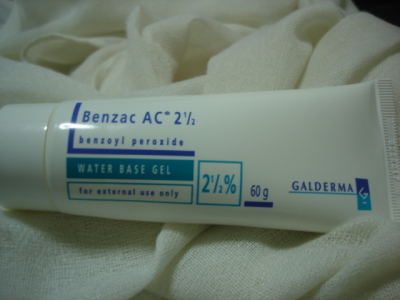 Benzac AC® 2½
benzoyl peroxide
WATER BASE GEL
for external use only
2½%
60 g
GALDERMA